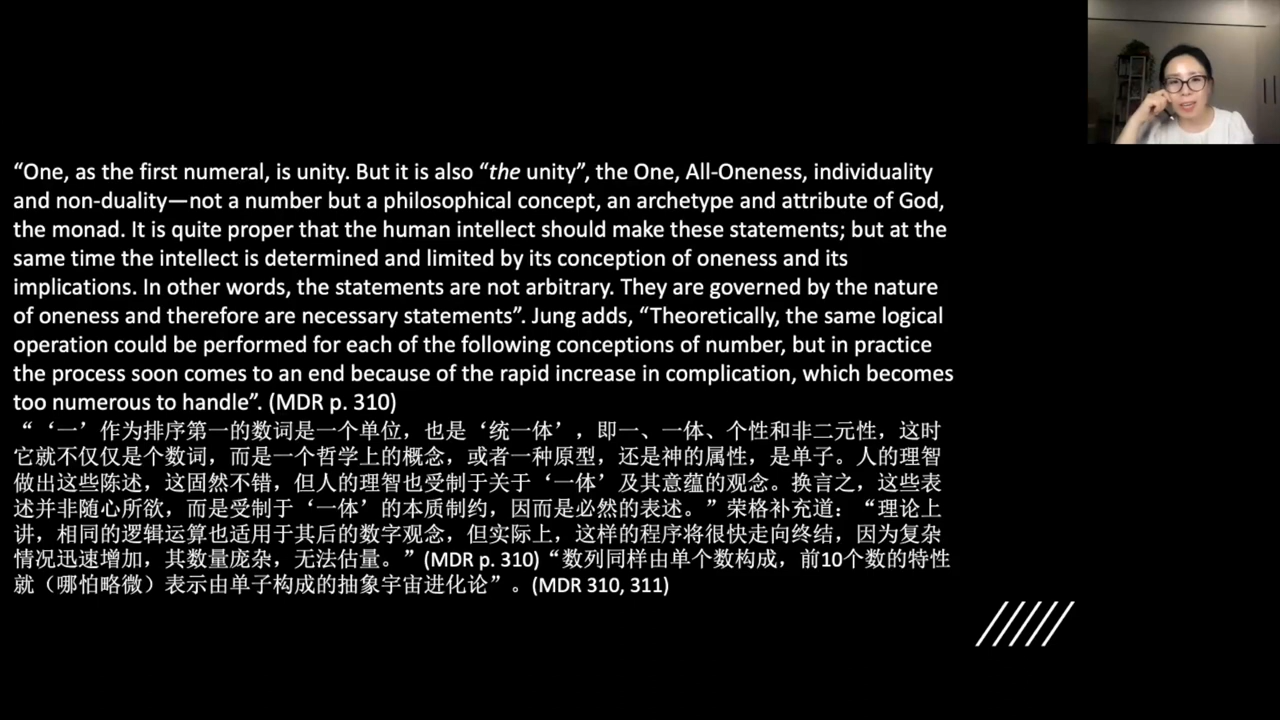 “One, as the first numeral, is unity. But it is also “the unity”, the One, All-Oneness, individuality
and non-duality—not a number but a philosophical concept, an archetype and attribute of God,
the monad. It is quite proper that the human intellect should make these statements; but at the
same time the intellect is determined and limited by its conception of oneness and its
implications. In other words, the statements are not arbitrary. They are governed by the nature
of oneness and therefore are necessary statements”. Jung adds, “Theoretically, the same logical
operation could be performed for each of the following conceptions of number, but in practice
the process soon comes to an end because of the rapid increase in complication, which becomes
too numerous to handle”. (MDR p. 310)
“ ‘一’ 作为排序第一的数词是一个单位，也是 ‘统一体’ ，即一、一体、个性和非二元性，这时
它就不仅仅是个数词，而是一个哲学上的概念，或者一种原型，还是神的属性，是单子。人的理智
做出这些陈述，这固然不错，但人的理智也受制于关于 ‘一体’ 及其意蕴的观念。换言之，这些表
述并非随心所欲，而是受制于 ‘一体’ 的本质制约，因而是必然的表述。” 荣格补充道： “理论上
讲，相同的逻辑运算也适用于其后的数字观念，但实际上，这样的程序将很快走向终结，因为复杂
情况迅速增加，其数量庞杂，无法估量。” (MDR p. 310) “数列同样由单个数构成，前10个数的特性
就（哪怕略微）表示由单子构成的抽象宇宙进化论” 。(MDR 310, 311)